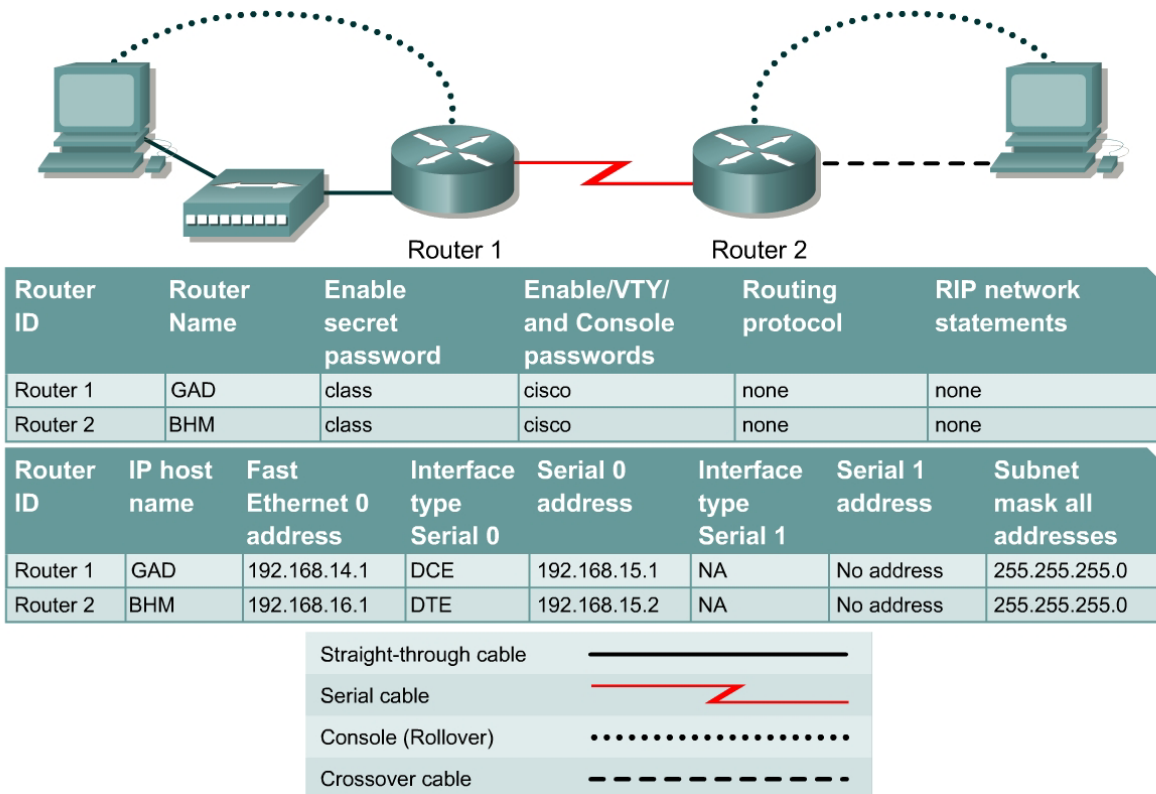 Router 1
Router 2
Router ID
Router Name
Enable secret password
Enable/VTY/ and Console passwords
Routing protocol
RIP network statements
Router 1 GAD class cisco none none
Router 2 BHM class cisco none none
Router ID
IP host name
Fast Ethernet 0 address
Interface type Serial 0
Serial 0 address
Interface type Serial 1
Serial 1 address
Subnet mask all addresses
Router 1 GAD 192.168.14.1 DCE 192.168.15.1 NA No address 255.255.255.0
Router 2 BHM 192.168.16.1 DTE 192.168.15.2 NA No address 255.255.255.0
Straight-through cable
Serial cable
Console (Rollover)
Crossover cable